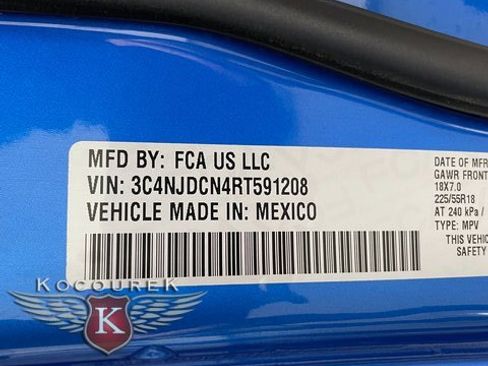 MFD BY: FCA US LLC
VIN: 3C4NJDCN4RT591208
VEHICLE MADE IN: MEXICO
DATE OF MFR
GAWR FRONT
18X7.0
225/55R18
AT 240 kPa /
TYPE: MPV
THIS VEHIC
SAFETY
KOCOUREK
K